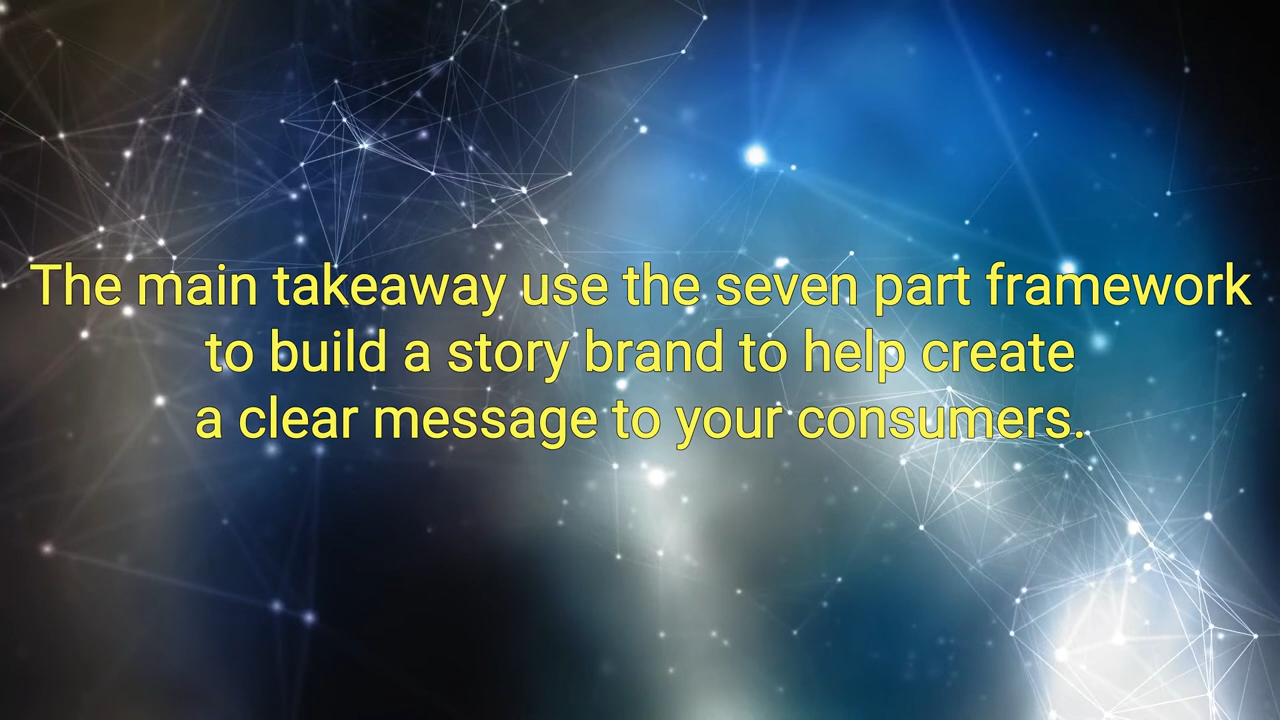 The main takeaway use the seven part framework
to build a story brand to help create
a clear message to your consumers.